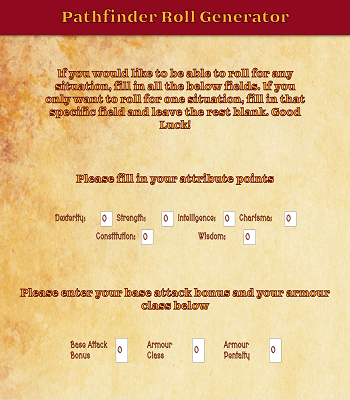 Pathfinder Roll Generator
If you would like to be able to roll for any
situation, fill in all the below fields. If you
only want to roll for one situation, fill in that
specific field and leave the rest blank. Good
Luck!
Please fill in your attribute points
Dexterity: 0 Strength: 0 Intelligence: 0 Charisma: 0
Constitution: 0 Wisdom: 0
Please enter your base attack bonus and your armour
class below
Base Attack Armour Armour
Bonus 0 Class 0 Penalty 0